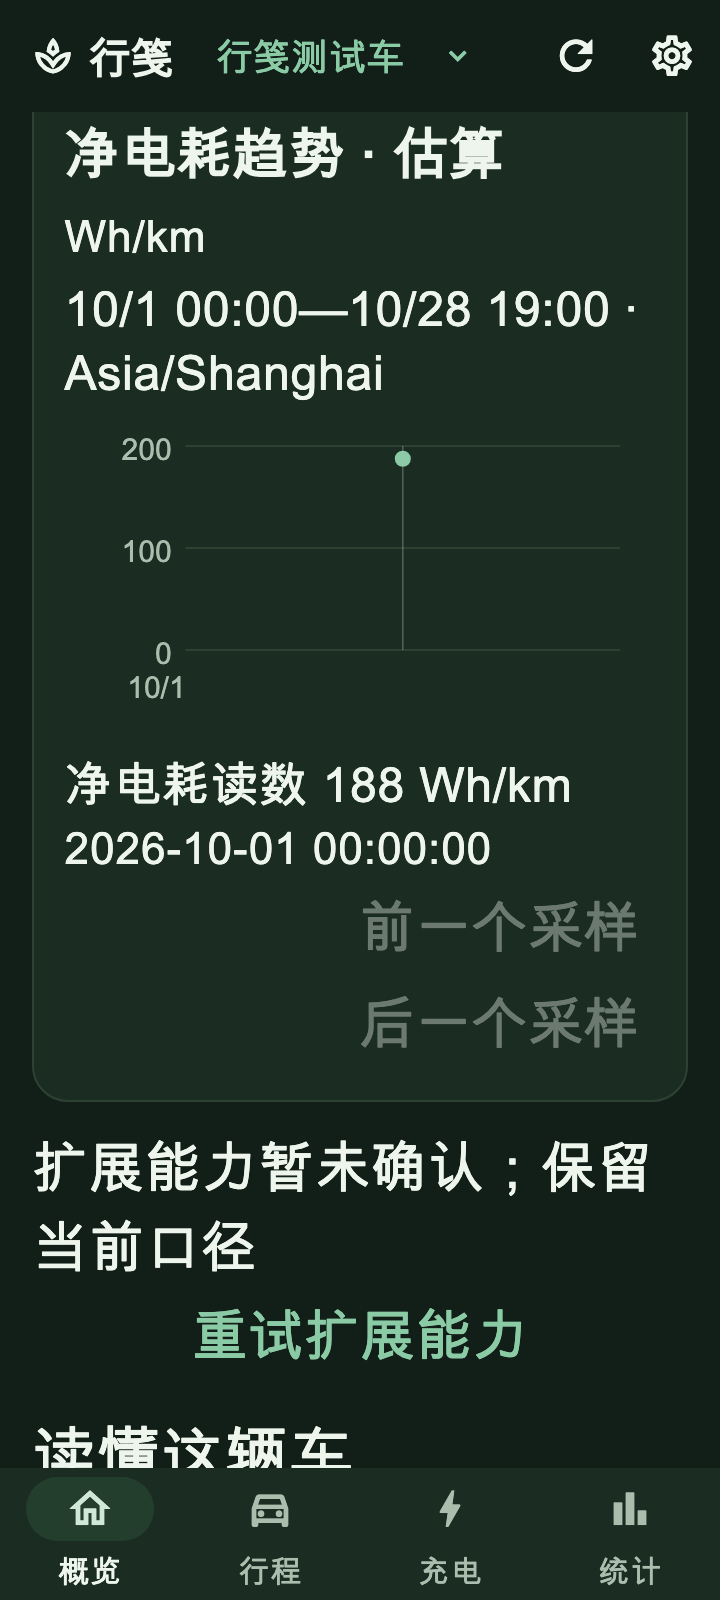 行笺 行笺测试车
净电耗趋势 · 估算
Wh/km
10/1 00:00—10/28 19:00 ·
Asia/Shanghai
200
100
0
10/1
净电耗读数 188 Wh/km
2026-10-01 00:00:00
前一个采样
后一个采样
扩展能力暂未确认；保留
当前口径
重试扩展能力
读懂这辆车
概览 行程 充电 统计